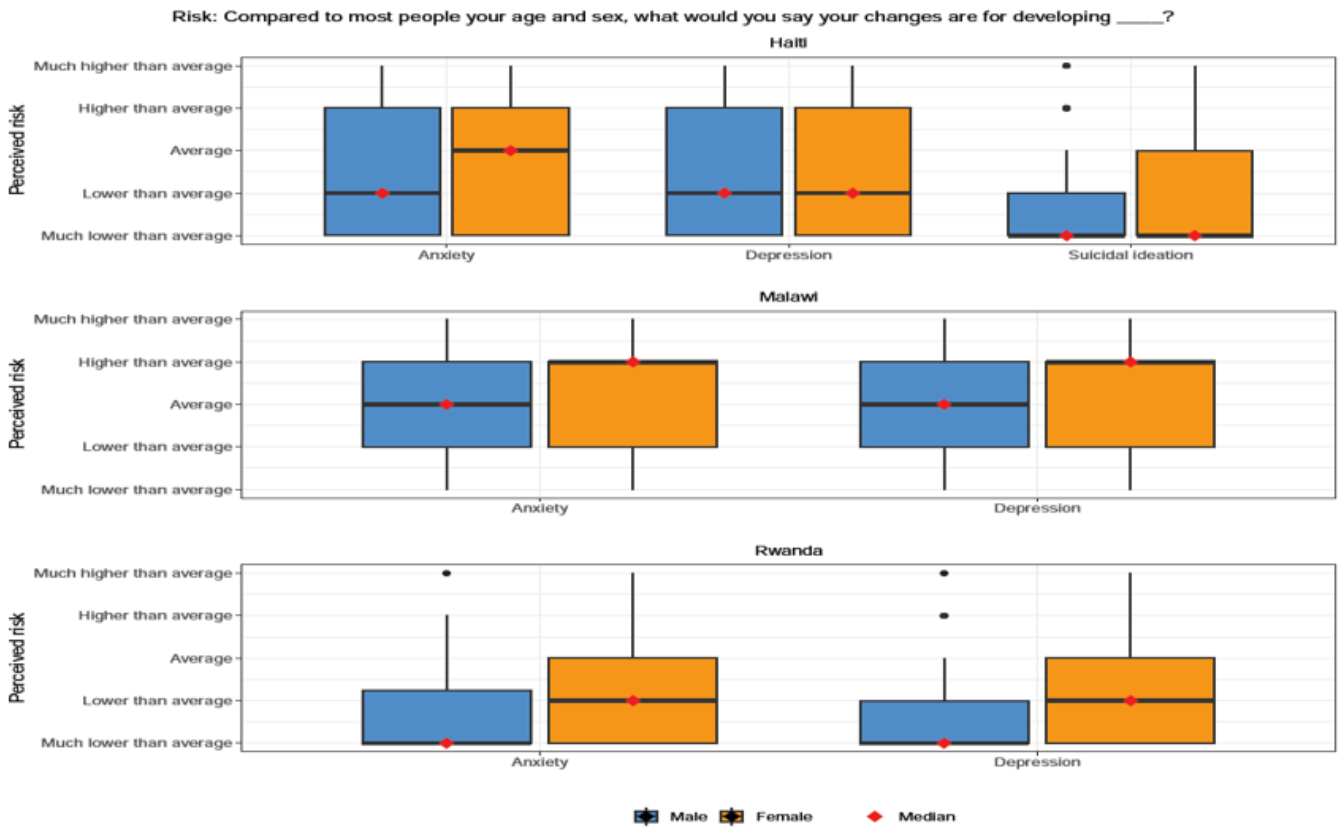 Risk: Compared to most people your age and sex, what would you say your changes are for developing _____?
Haiti
Perceived risk
Much higher than average
Higher than average
Average
Lower than average
Much lower than average
Anxiety
Depression
Suicidal ideation
Malawi
Perceived risk
Much higher than average
Higher than average
Average
Lower than average
Much lower than average
Anxiety
Depression
Rwanda
Perceived risk
Much higher than average
Higher than average
Average
Lower than average
Much lower than average
Anxiety
Depression
Male Female Median